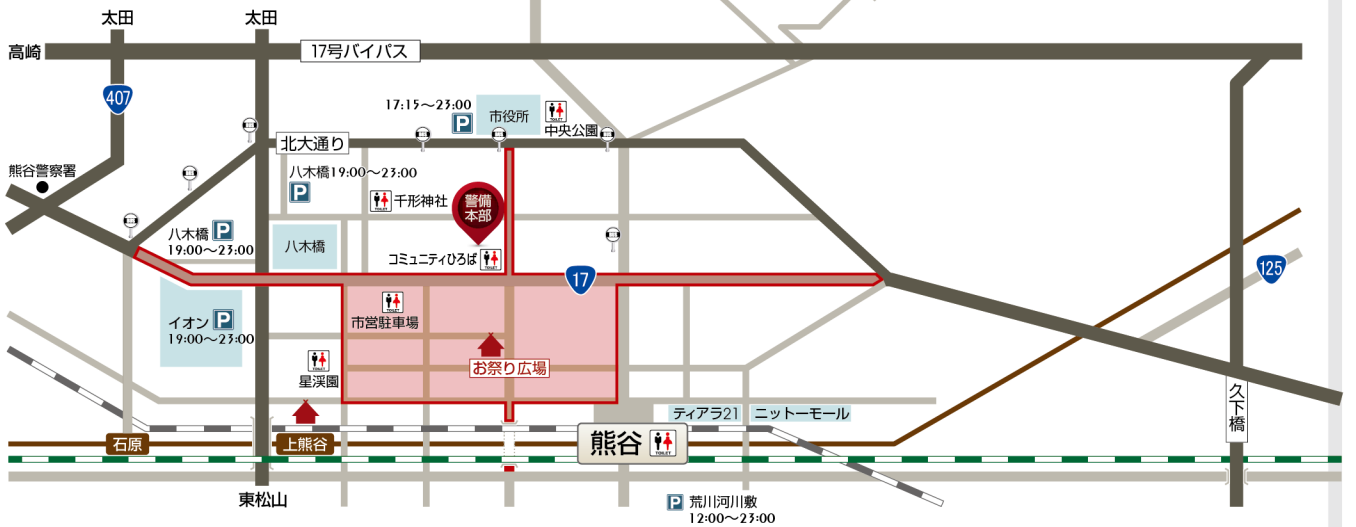 太田
太田
高崎
17号バイパス
407
17:15～23:00
P
市役所
TOILET
中央公園
北大通り
熊谷警察署
八木橋19:00～23:00
P
TOILET
千形神社
警備
本部
八木橋
P
19:00～23:00
八木橋
コミュニティひろば
TOILET
17
125
イオン
P
19:00～23:00
TOILET
市営駐車場
お祭り広場
TOILET
星渓園
ティアラ21
ニットーモール
久下橋
石原
上熊谷
熊谷
TOILET
東松山
P
荒川河川敷
12:00～23:00